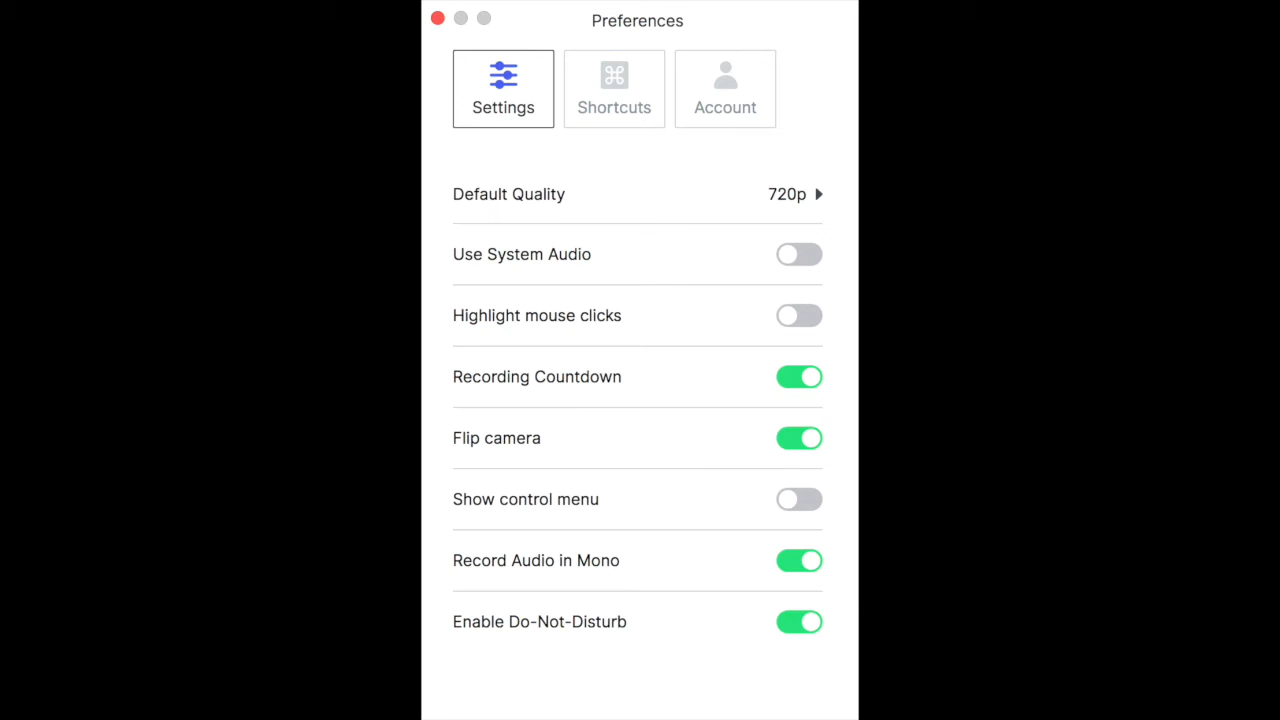 Preferences
Settings
Shortcuts
Account
Default Quality 720p
Use System Audio
Highlight mouse clicks
Recording Countdown
Flip camera
Show control menu
Record Audio in Mono
Enable Do-Not-Disturb